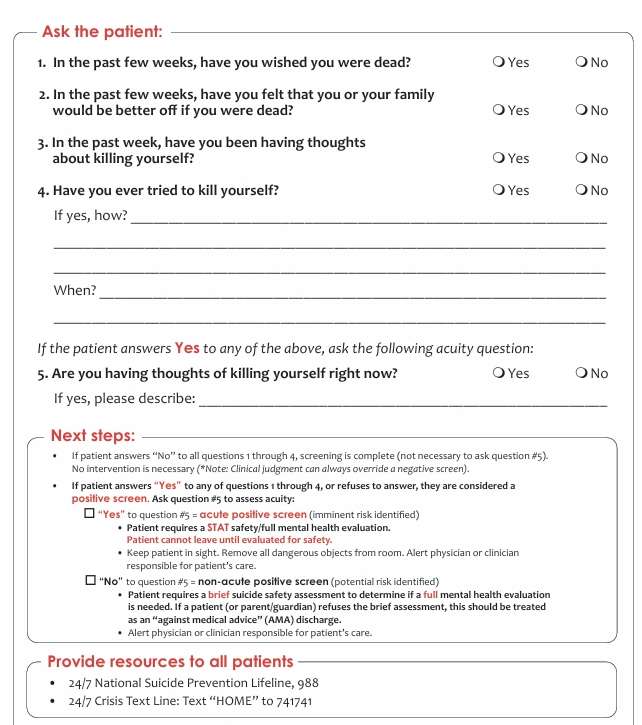 Ask the patient:
1. In the past few weeks, have you wished you were dead? Yes No
2. In the past few weeks, have you felt that you or your family
would be better off if you were dead? Yes No
3. In the past week, have you been having thoughts
about killing yourself? Yes No
4. Have you ever tried to kill yourself? Yes No
If yes, how?
When?
If the patient answers Yes to any of the above, ask the following acuity question:
5. Are you having thoughts of killing yourself right now? Yes No
If yes, please describe:
Next steps:
• If patient answers “No” to all questions 1 through 4, screening is complete (not necessary to ask question #5).
No intervention is necessary (*Note: Clinical judgment can always override a negative screen).
• If patient answers “Yes” to any of questions 1 through 4, or refuses to answer, they are considered a
positive screen. Ask question #5 to assess acuity:
“Yes” to question #5 = acute positive screen (imminent risk identified)
• Patient requires a STAT safety/full mental health evaluation.
Patient cannot leave until evaluated for safety.
• Keep patient in sight. Remove all dangerous objects from room. Alert physician or clinician
responsible for patient’s care.
“No” to question #5 = non-acute positive screen (potential risk identified)
• Patient requires a brief suicide safety assessment to determine if a full mental health evaluation
is needed. If a patient (or parent/guardian) refuses the brief assessment, this should be treated
as an “against medical advice” (AMA) discharge.
• Alert physician or clinician responsible for patient’s care.
Provide resources to all patients
• 24/7 National Suicide Prevention Lifeline, 988
• 24/7 Crisis Text Line: Text “HOME” to 741741